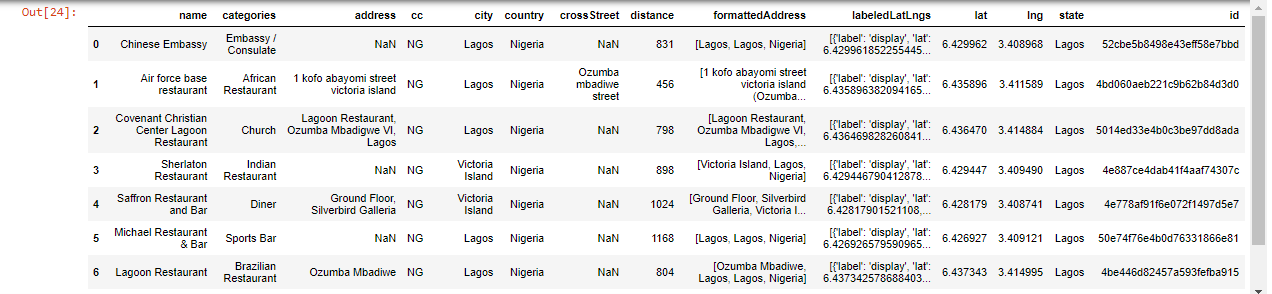 Out[24]:
name categories address cc city country crossStreet distance formattedAddress labeledLatLngs lat lng state id
0 Chinese Embassy Embassy / Consulate NaN NG Lagos Nigeria NaN 831 [Lagos, Lagos, Nigeria] [{'label': 'display', 'lat': 6.429961852255445... 6.429962 3.408968 Lagos 52cbe5b8498e43eff58e7bbd
1 Air force base restaurant African Restaurant 1 kofo abayomi street victoria island NG Lagos Nigeria Ozumba mbadiwe street 456 [1 kofo abayomi street victoria island (Ozumba... [{'label': 'display', 'lat': 6.435896382094165... 6.435896 3.411589 Lagos 4bd060aeb221c9b62b84d3d0
2 Covenant Christian Center Lagoon Restaurant Church Lagoon Restaurant, Ozumba Mbadigwe VI, Lagos NG Lagos Nigeria NaN 798 [Lagoon Restaurant, Ozumba Mbadigwe VI, Lagos,... [{'label': 'display', 'lat': 6.436469828260841... 6.436470 3.414884 Lagos 5014ed33e4b0c3be97dd8ada
3 Sherlaton Restaurant Indian Restaurant NaN NG Victoria Island Nigeria NaN 898 [Victoria Island, Lagos, Nigeria] [{'label': 'display', 'lat': 6.429446790412878... 6.429447 3.409490 Lagos 4e887ce4dab41f4aaf74307c
4 Saffron Restaurant and Bar Diner Ground Floor, Silverbird Galleria NG Victoria Island Nigeria NaN 1024 [Ground Floor, Silverbird Galleria, Victoria I... [{'label': 'display', 'lat': 6.42817901521108,... 6.428179 3.408741 Lagos 4e778af91f6e072f1497d5e7
5 Michael Restaurant & Bar Sports Bar NaN NG Lagos Nigeria NaN 1168 [Lagos, Lagos, Nigeria] [{'label': 'display', 'lat': 6.426926579590965... 6.426927 3.409121 Lagos 50e74f76e4b0d76331866e81
6 Lagoon Restaurant Brazilian Restaurant Ozumba Mbadiwe NG Lagos Nigeria NaN 804 [Ozumba Mbadiwe, Lagos, Lagos, Nigeria] [{'label': 'display', 'lat': 6.437342578688403... 6.437343 3.414995 Lagos 4be446d82457a593fefba915